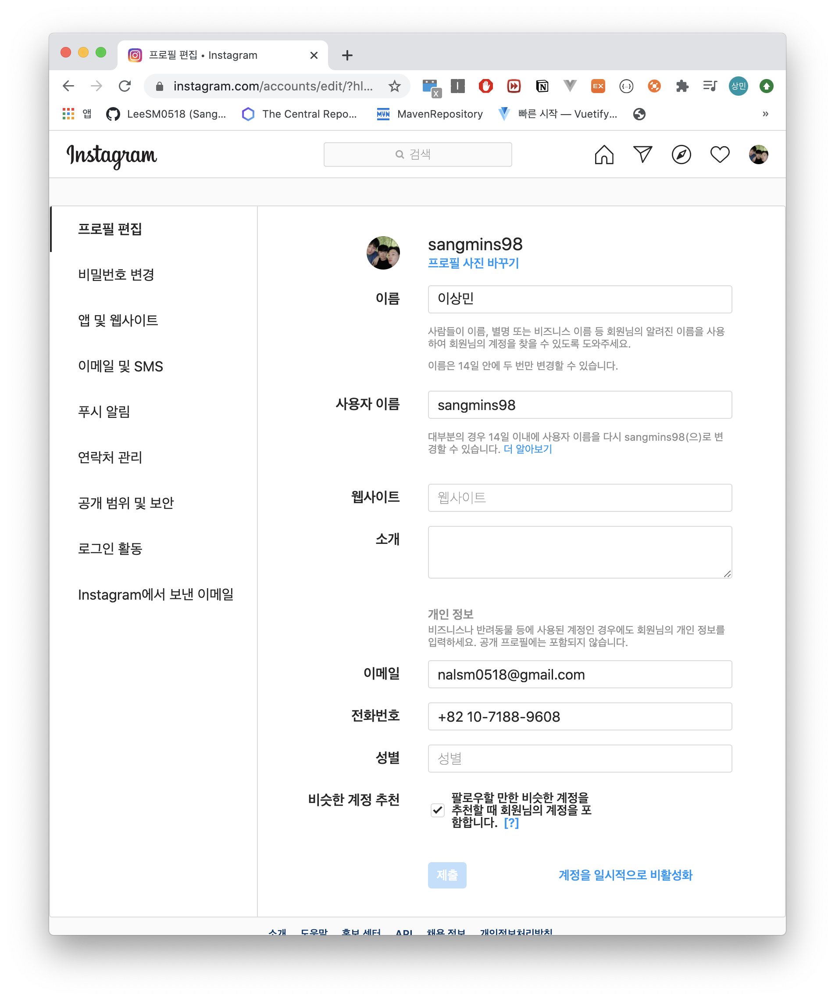 프로필 편집 • Instagram
instagram.com/accounts/edit/?hl...
X
EX
상민
앱
LeeSM0518 (Sang...
The Central Repo...
MVN
MavenRepository
빠른 시작 — Vuetify...
»
Instagram
검색
프로필 편집
비밀번호 변경
앱 및 웹사이트
이메일 및 SMS
푸시 알림
연락처 관리
공개 범위 및 보안
로그인 활동
Instagram에서 보낸 이메일
sangmins98
프로필 사진 바꾸기
이름
이상민
사람들이 이름, 별명 또는 비즈니스 이름 등 회원님의 알려진 이름을 사용
하여 회원님의 계정을 찾을 수 있도록 도와주세요.
이름은 14일 안에 두 번만 변경할 수 있습니다.
사용자 이름
sangmins98
대부분의 경우 14일 이내에 사용자 이름을 다시 sangmins98(으)로 변
경할 수 있습니다. 더 알아보기
웹사이트
웹사이트
소개
개인 정보
비즈니스나 반려동물 등에 사용된 계정인 경우에도 회원님의 개인 정보를
입력하세요. 공개 프로필에는 포함되지 않습니다.
이메일
nalsm0518@gmail.com
전화번호
+82 10-7188-9608
성별
성별
비슷한 계정 추천
팔로우할 만한 비슷한 계정을
추천할 때 회원님의 계정을 포
함합니다. [?]
제출
계정을 일시적으로 비활성화
소개 도움말 홍보 센터 API 채용 정보 개인정보처리방침